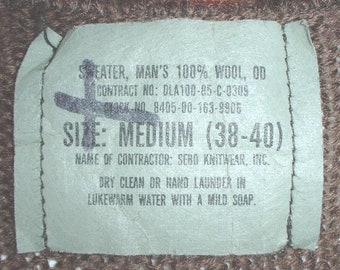 SWEATER, MAN'S 100% WOOL, OD
CONTRACT NO: DLA100-85-C-0309
STOCK NO. 8405-00-163-9906
SIZE: MEDIUM (38-40)
NAME OF CONTRACTOR: SEBO KNITWEAR, INC.
DRY CLEAN OR HAND LAUNDER IN
LUKEWARM WATER WITH A MILD SOAP.